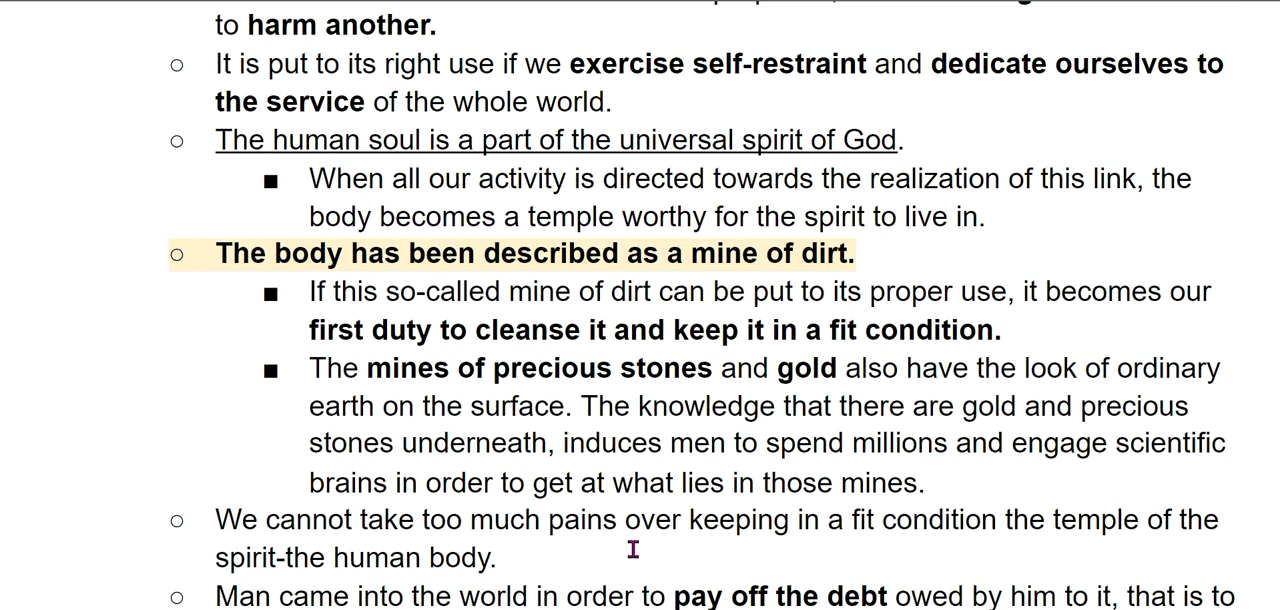 to harm another.
○ It is put to its right use if we exercise self-restraint and dedicate ourselves to
the service of the whole world.
○ The human soul is a part of the universal spirit of God.
■ When all our activity is directed towards the realization of this link, the
body becomes a temple worthy for the spirit to live in.
○ The body has been described as a mine of dirt.
■ If this so-called mine of dirt can be put to its proper use, it becomes our
first duty to cleanse it and keep it in a fit condition.
■ The mines of precious stones and gold also have the look of ordinary
earth on the surface. The knowledge that there are gold and precious
stones underneath, induces men to spend millions and engage scientific
brains in order to get at what lies in those mines.
○ We cannot take too much pains over keeping in a fit condition the temple of the
spirit-the human body.
○ Man came into the world in order to pay off the debt owed by him to it, that is to